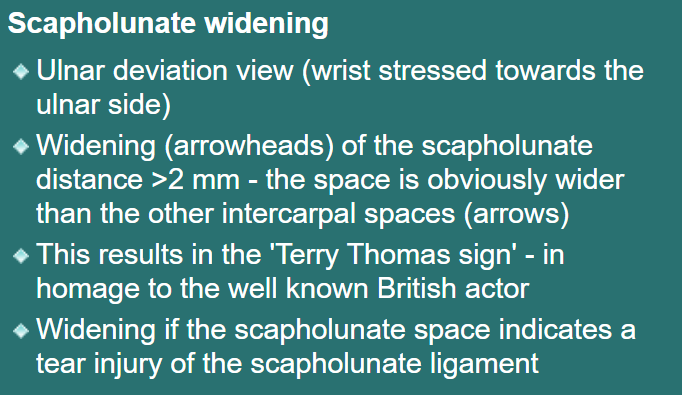 Scapholunate widening
Ulnar deviation view (wrist stressed towards the
ulnar side)
Widening (arrowheads) of the scapholunate
distance >2 mm - the space is obviously wider
than the other intercarpal spaces (arrows)
This results in the 'Terry Thomas sign' - in
homage to the well known British actor
Widening if the scapholunate space indicates a
tear injury of the scapholunate ligament